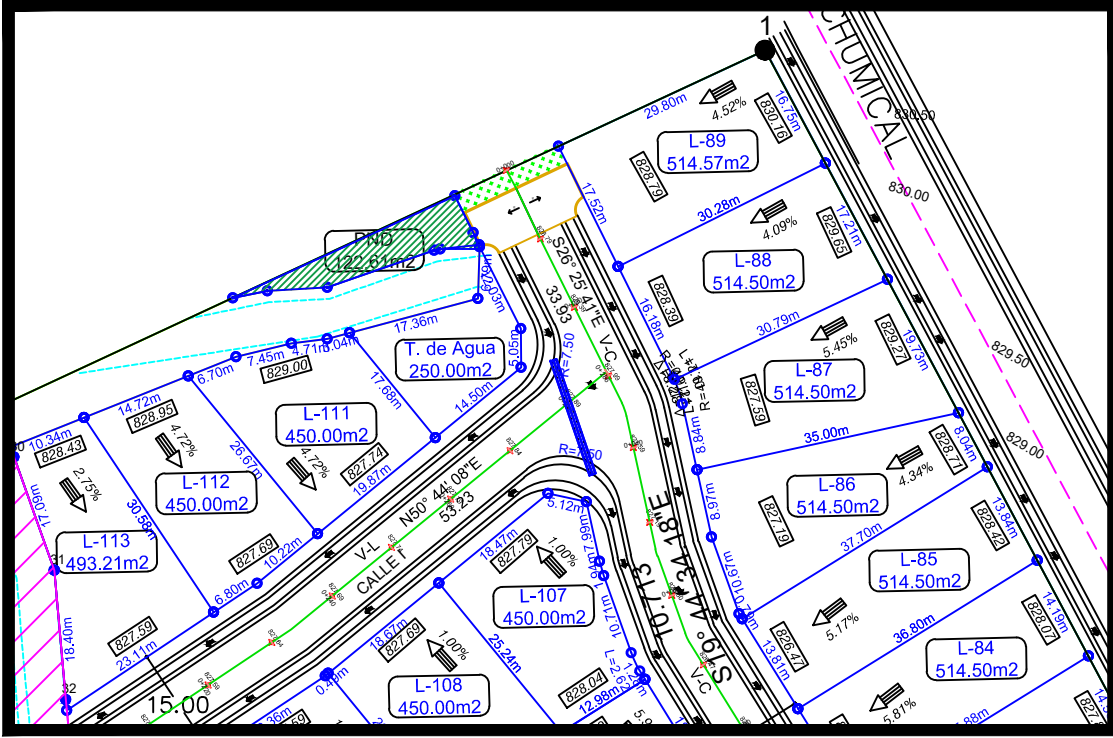 1
CHUMICAL
830.50
830.00
829.50
829.00
29.80m
4.52%
16.75m
830.16
L-89
514.57m2
828.79
17.52m
30.28m
4.09%
17.21m
829.65
L-88
514.50m2
828.39
16.18m
30.79m
5.45%
19.73m
829.27
L-87
514.50m2
827.59
8.84m
35.00m
8.04m
828.71
4.34%
L-86
514.50m2
827.19
8.97m
37.70m
13.84m
828.42
L-85
514.50m2
10.67m
5.17%
826.47
13.81m
36.80m
14.19m
828.07
L-84
514.50m2
5.81%
PND
122.61m2
S26° 25' 41"E
33.93
V-C
R=7.50
17.36m
T. de Agua
250.00m2
5.05m
14.50m
17.68m
7.45m
4.71m
829.00
6.70m
14.72m
828.95
4.72%
L-111
450.00m2
4.72%
827.74
19.87m
26.67m
10.34m
828.43
2.75%
L-112
450.00m2
30.58m
827.69
10.22m
6.80m
17.09m
31
L-113
493.21m2
18.40m
32
827.59
23.11m
15.00
N50° 44' 08"E
53.23
V-L
CALLE I
5.12m
18.47m
827.79
1.00%
L-107
450.00m2
10.71m
25.24m
18.67m
827.69
1.00%
L-108
450.00m2
0.49m
828.04
12.98m
10.713
S19° 14' 34.18"E
V-C